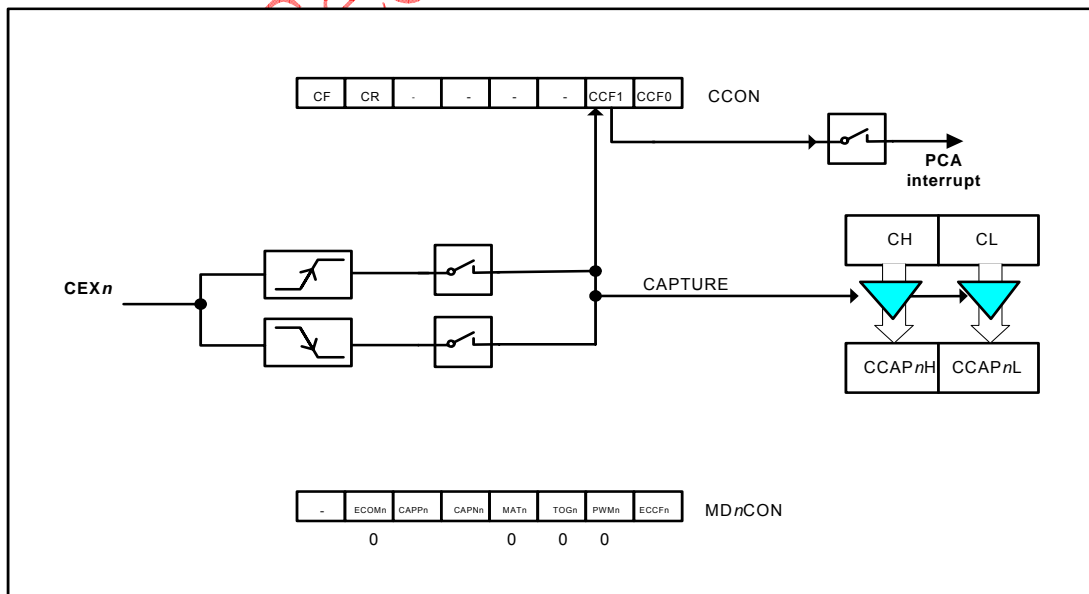 CF CR - - - - CCF1 CCF0 CCON
PCA
interrupt
CH CL
CEXn
CAPTURE
CCAPnH CCAPnL
- ECOMn CAPPn CAPNn MATn TOGn PWMn ECCFn MDnCON
0 0 0 0